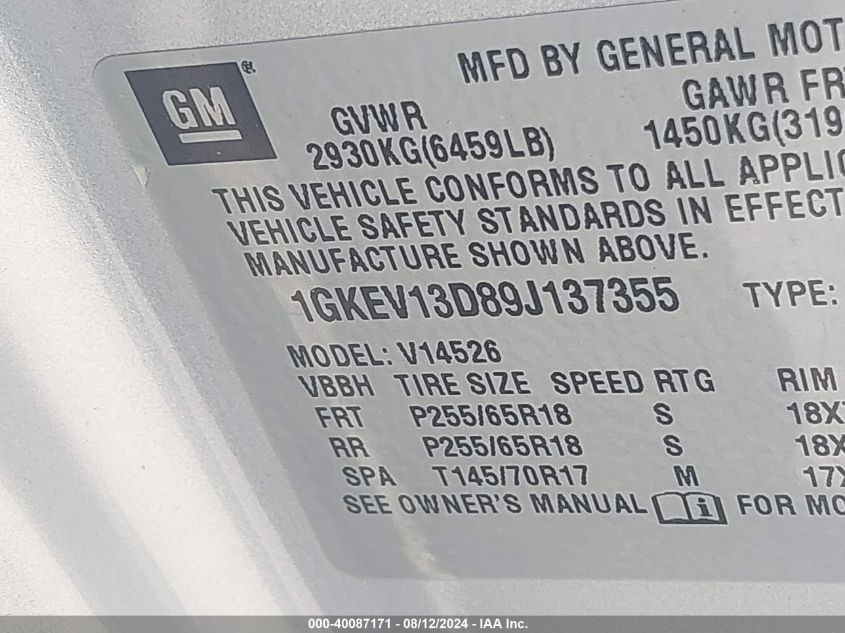 GM®
MFD BY GENERAL MOT
GVWR GAWR FR
2930KG(6459LB) 1450KG(319
THIS VEHICLE CONFORMS TO ALL APPLIC
VEHICLE SAFETY STANDARDS IN EFFECT
MANUFACTURE SHOWN ABOVE.
1GKEV13D89J137355 TYPE:
MODEL: V14526
VBBH TIRE SIZE SPEED RTG RIM
FRT P255/65R18 S 18X
RR P255/65R18 S 18X
SPA T145/70R17 M 17X
SEE OWNER'S MANUAL i FOR MO
000-40087171 - 08/12/2024 - IAA Inc.